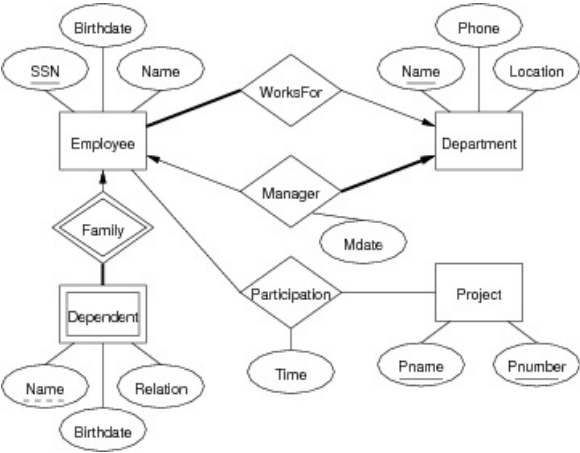 Birthdate
Phone
SSN
Name
Name
Location
WorksFor
Employee
Department
Manager
Family
Mdate
Participation
Project
Dependent
Name
Relation
Time
Pname
Pnumber
Birthdate